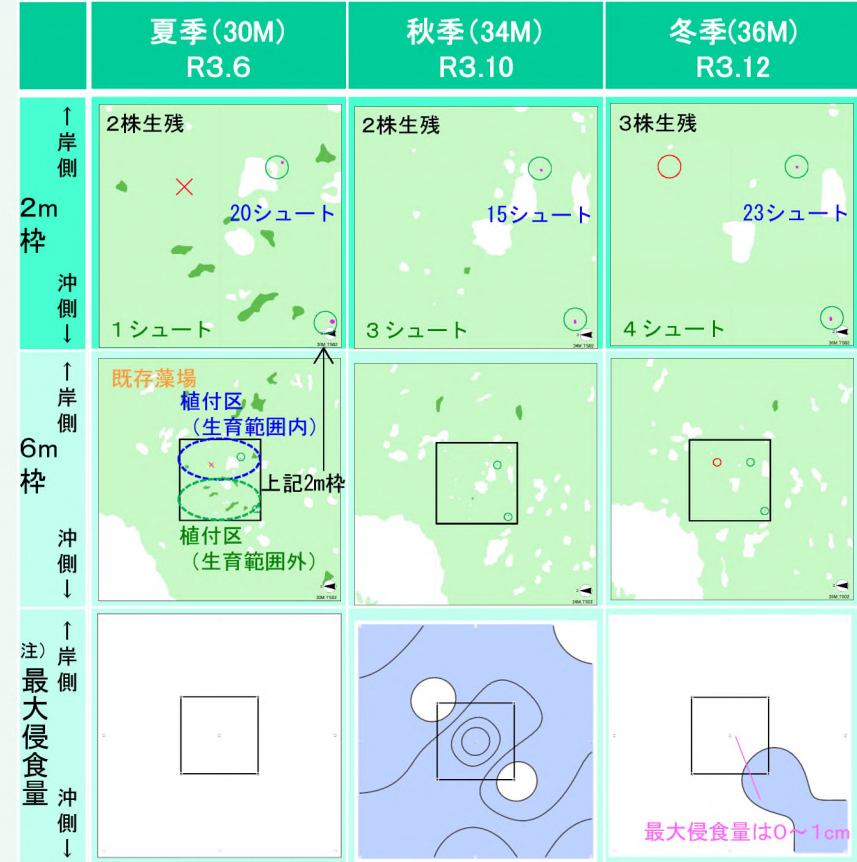 夏季(30M)
R3.6
秋季(34M)
R3.10
冬季(36M)
R3.12
↑岸側
2m枠
沖側↓
2株生残
20シュート
1シュート
2株生残
15シュート
3シュート
3株生残
23シュート
4シュート
↑岸側
6m枠
沖側↓
既存藻場
植付区
(生育範囲内)
上記2m枠
植付区
(生育範囲外)
↑岸側
注)最大侵食量
沖側↓
最大侵食量は0~1cm